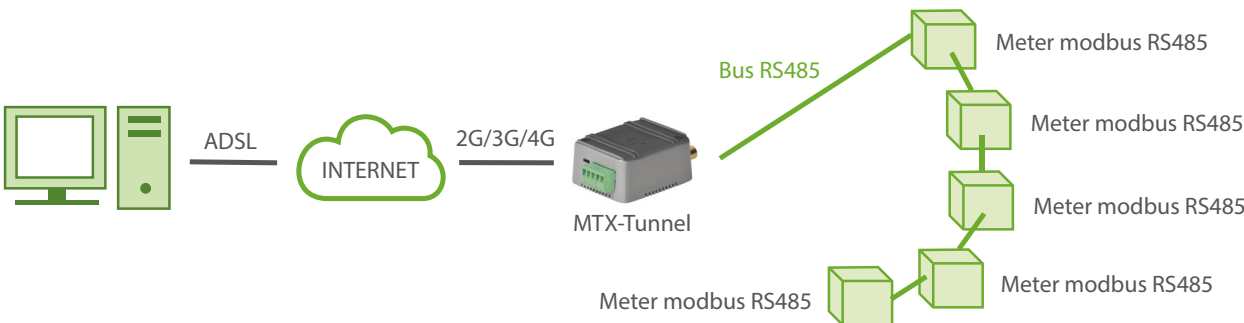 ADSL
INTERNET
2G/3G/4G
MTX-Tunnel
Bus RS485
Meter modbus RS485
Meter modbus RS485
Meter modbus RS485
Meter modbus RS485
Meter modbus RS485